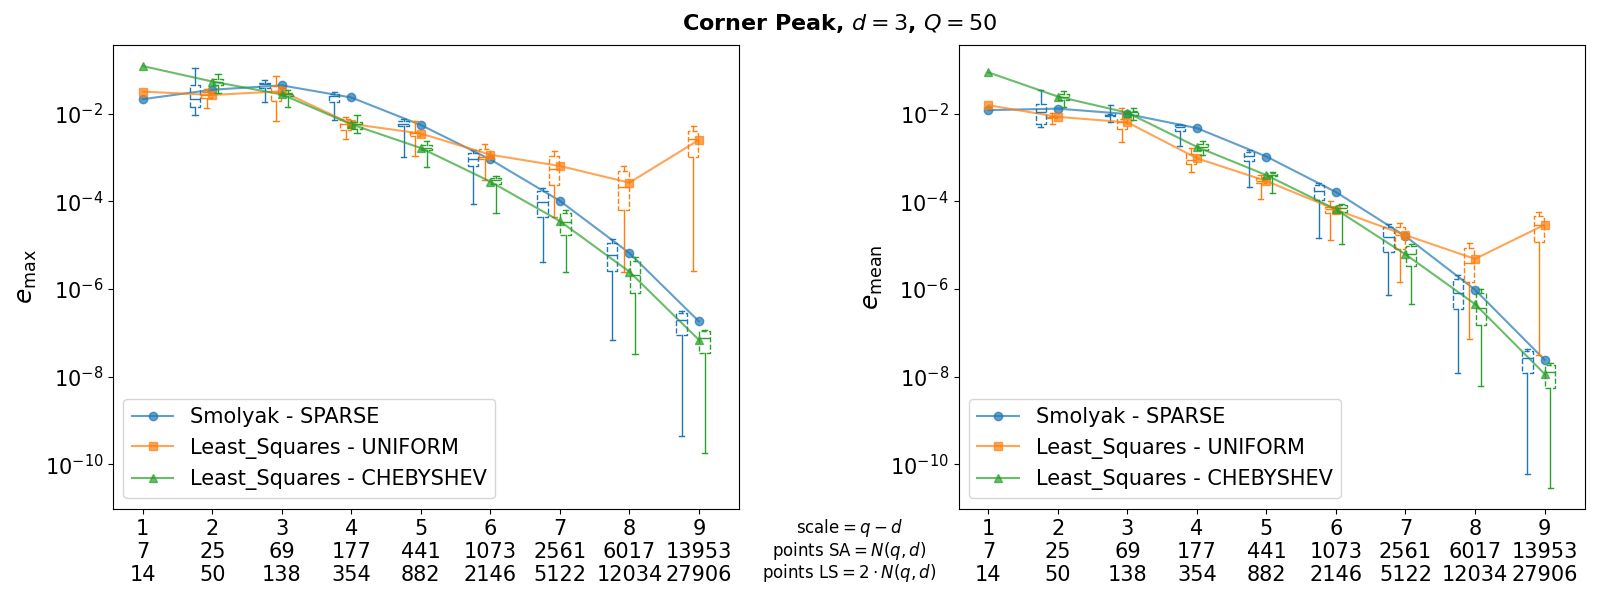 Corner Peak, d = 3, Q = 50
e_max
10^−2
10^−4
10^−6
10^−8
10^−10
Smolyak - SPARSE
Least_Squares - UNIFORM
Least_Squares - CHEBYSHEV
1 2 3 4 5 6 7 8 9
7 25 69 177 441 1073 2561 6017 13953
14 50 138 354 882 2146 5122 12034 27906
scale = q − d
points SA = N(q, d)
points LS = 2 · N(q, d)
e_mean
10^−2
10^−4
10^−6
10^−8
10^−10
Smolyak - SPARSE
Least_Squares - UNIFORM
Least_Squares - CHEBYSHEV
1 2 3 4 5 6 7 8 9
7 25 69 177 441 1073 2561 6017 13953
14 50 138 354 882 2146 5122 12034 27906